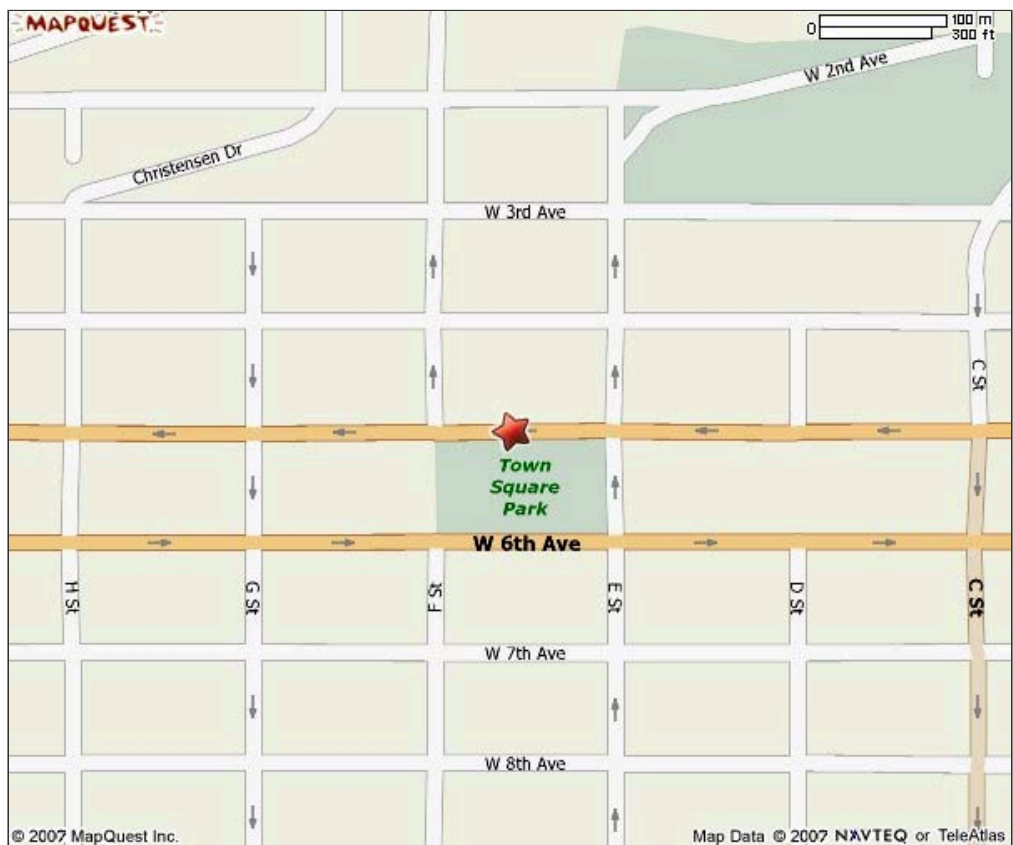 MAPQUEST
0
100 m
300 ft
W 2nd Ave
Christensen Dr
W 3rd Ave
C St
Town
Square
Park
W 6th Ave
H St
G St
F St
E St
D St
C St
W 7th Ave
W 8th Ave
© 2007 MapQuest Inc.
Map Data © 2007 NAVTEQ or TeleAtlas